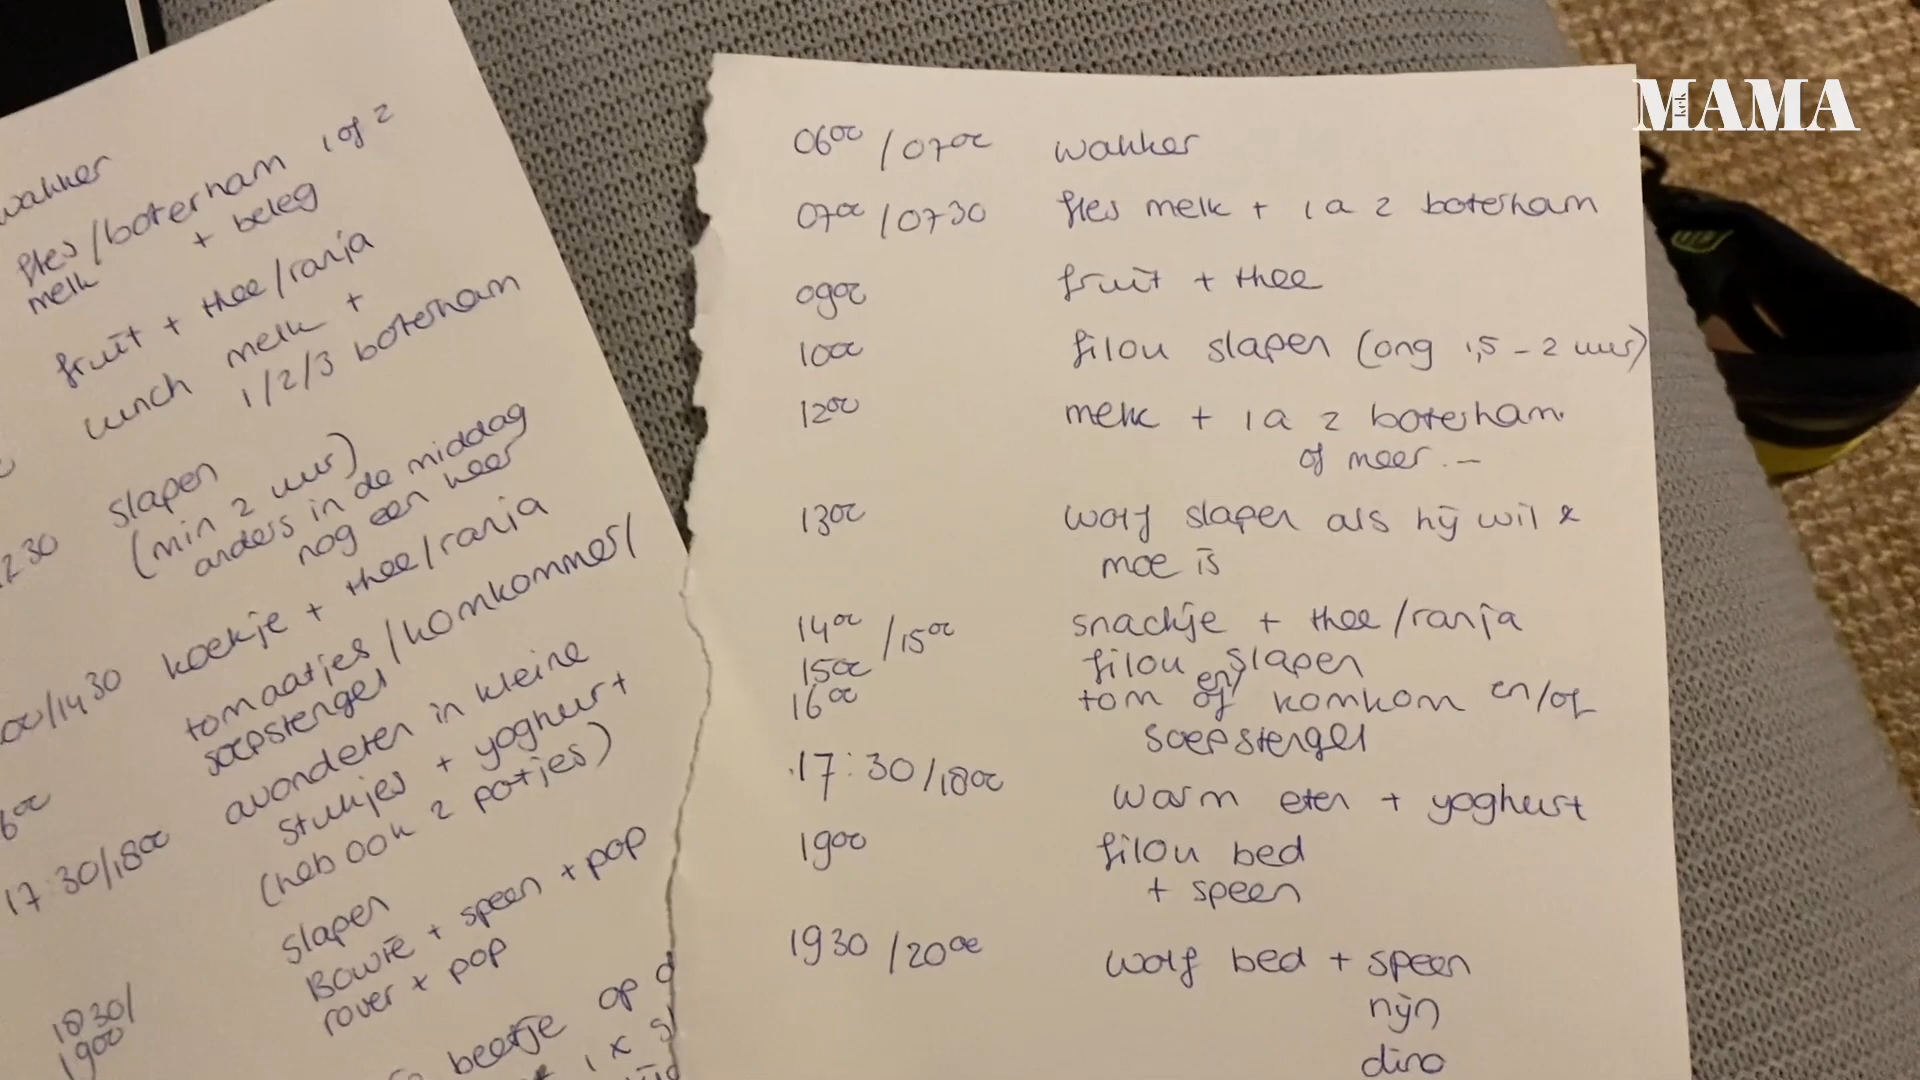 kek MAMA
wakker
fles/boterham 1 of 2
melk + beleg
fruit + thee/ranja
lunch melk +
1/2/3 boterham
slapen
(min 2 uur)
anders in de middag
nog een keer
koekje + thee/ranja
tomaatjes/komkommer/
soepstengel
avondeten in kleine
stukjes + yoghurt +
(heb ook 2 potjes)
17:30/1800
slapen
Bowie + speen + pop
rover + pop
1830/
1900
beetje op
1 x
0600/0700 wakker
0700/0730 fles melk + 1 a 2 boterham
0900 fruit + thee
1000 filou slapen (ong 1,5 - 2 uur)
1200 melk + 1 a 2 boterham
of meer. -
1300 wolf slapen als hij wil &
moe is
1400/1500 snackje + thee/ranja
1500 filou slapen
1600 tom en/of komkom en/of
soepstengel
17:30/1800 warm eten + yoghurt
1900 filou bed
+ speen
1930/2000 wolf bed + speen
nijn
dino